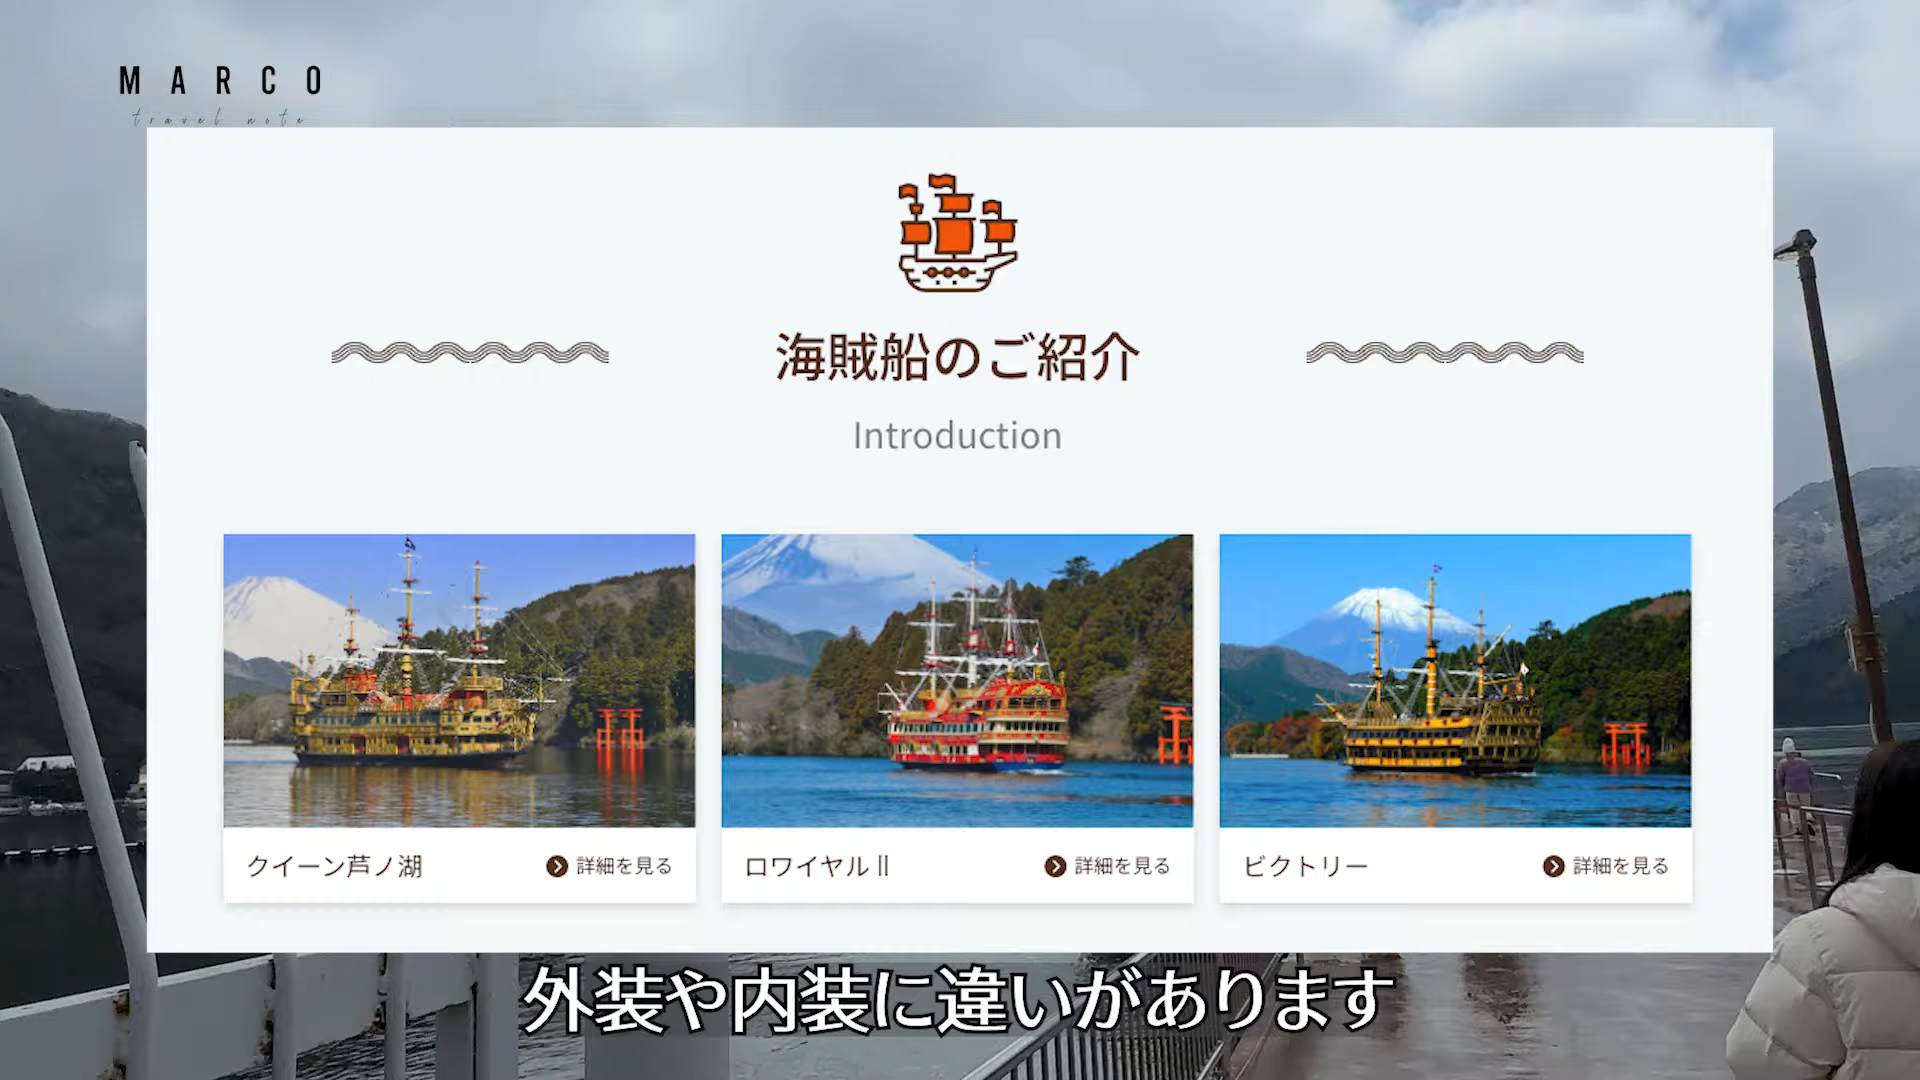 MARCO
travel note
海賊船のご紹介
Introduction
クイーン芦ノ湖
詳細を見る
ロワイヤルⅡ
詳細を見る
ビクトリー
詳細を見る
外装や内装に違いがあります